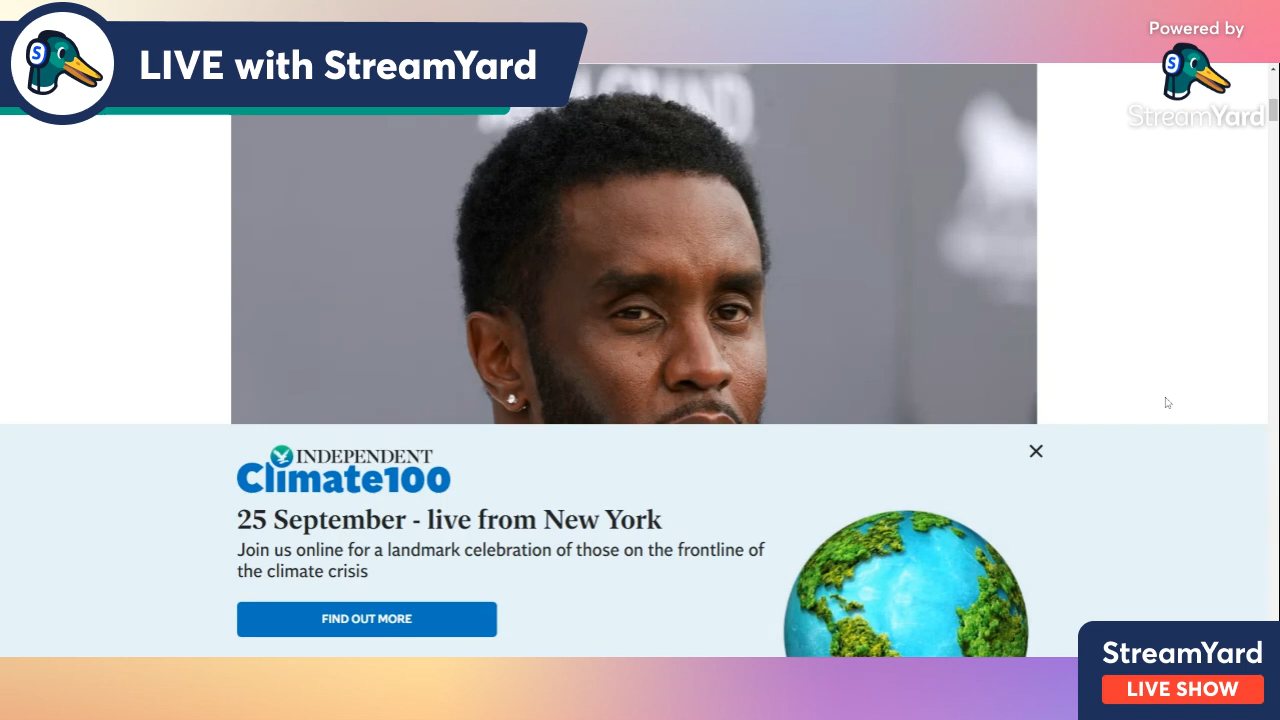 LIVE with StreamYard
Powered by
StreamYard
INDEPENDENT
Climate100
25 September - live from New York
Join us online for a landmark celebration of those on the frontline of
the climate crisis
FIND OUT MORE
StreamYard
LIVE SHOW